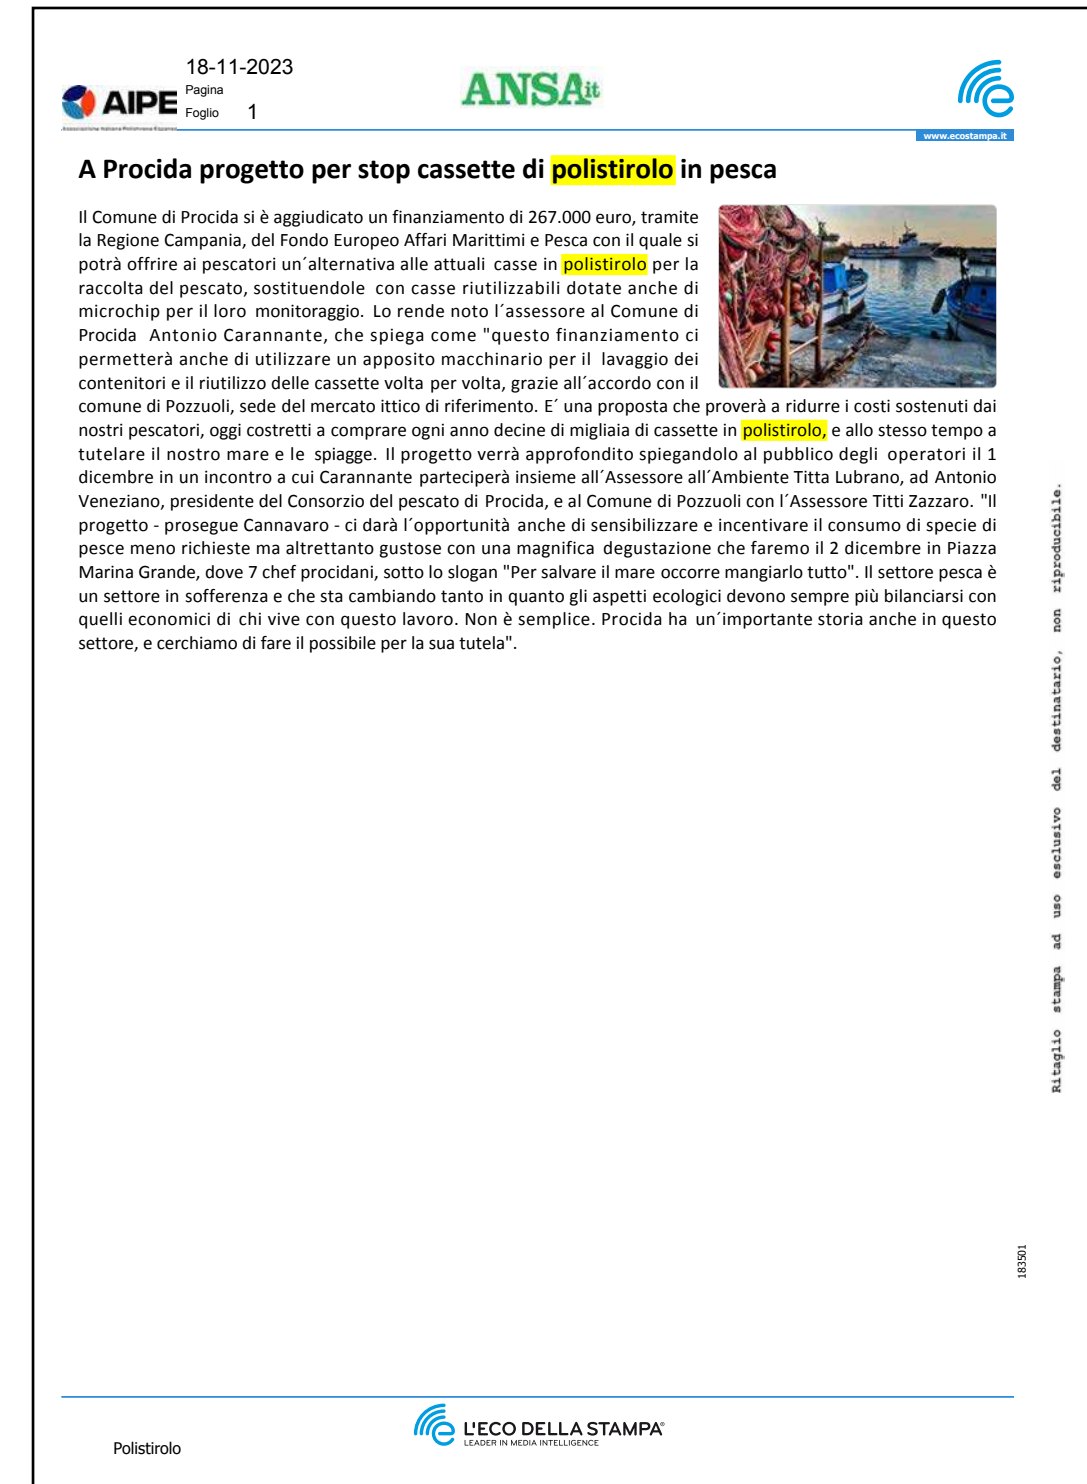 18-11-2023
Pagina
Foglio 1
AIPE
Associazione Italiana Polistirene Espanso
ANSAit
www.ecostampa.it
A Procida progetto per stop cassette di polistirolo in pesca
Il Comune di Procida si è aggiudicato un finanziamento di 267.000 euro, tramite
la Regione Campania, del Fondo Europeo Affari Marittimi e Pesca con il quale si
potrà offrire ai pescatori un´alternativa alle attuali casse in polistirolo per la
raccolta del pescato, sostituendole con casse riutilizzabili dotate anche di
microchip per il loro monitoraggio. Lo rende noto l´assessore al Comune di
Procida Antonio Carannante, che spiega come "questo finanziamento ci
permetterà anche di utilizzare un apposito macchinario per il lavaggio dei
contenitori e il riutilizzo delle cassette volta per volta, grazie all´accordo con il
comune di Pozzuoli, sede del mercato ittico di riferimento. E´ una proposta che proverà a ridurre i costi sostenuti dai
nostri pescatori, oggi costretti a comprare ogni anno decine di migliaia di cassette in polistirolo, e allo stesso tempo a
tutelare il nostro mare e le spiagge. Il progetto verrà approfondito spiegandolo al pubblico degli operatori il 1
dicembre in un incontro a cui Carannante parteciperà insieme all´Assessore all´Ambiente Titta Lubrano, ad Antonio
Veneziano, presidente del Consorzio del pescato di Procida, e al Comune di Pozzuoli con l´Assessore Titti Zazzaro. "Il
progetto - prosegue Cannavaro - ci darà l´opportunità anche di sensibilizzare e incentivare il consumo di specie di
pesce meno richieste ma altrettanto gustose con una magnifica degustazione che faremo il 2 dicembre in Piazza
Marina Grande, dove 7 chef procidani, sotto lo slogan "Per salvare il mare occorre mangiarlo tutto". Il settore pesca è
un settore in sofferenza e che sta cambiando tanto in quanto gli aspetti ecologici devono sempre più bilanciarsi con
quelli economici di chi vive con questo lavoro. Non è semplice. Procida ha un´importante storia anche in questo
settore, e cerchiamo di fare il possibile per la sua tutela".
Ritaglio stampa ad uso esclusivo del destinatario, non riproducibile.
183501
L'ECO DELLA STAMPA®
LEADER IN MEDIA INTELLIGENCE
Polistirolo